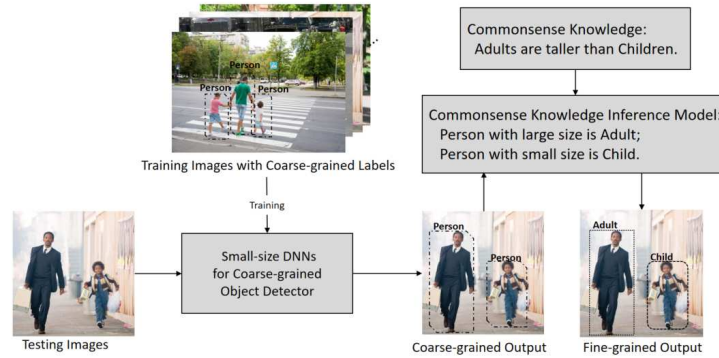 Commonsense Knowledge:
Adults are taller than Children.
Person
Person
Person
...
Commonsense Knowledge Inference Model:
Person with large size is Adult;
Person with small size is Child.
Training Images with Coarse-grained Labels
Training
Small-size DNNs
for Coarse-grained
Object Detector
Person
Person
Adult
Child
Testing Images
Coarse-grained Output
Fine-grained Output